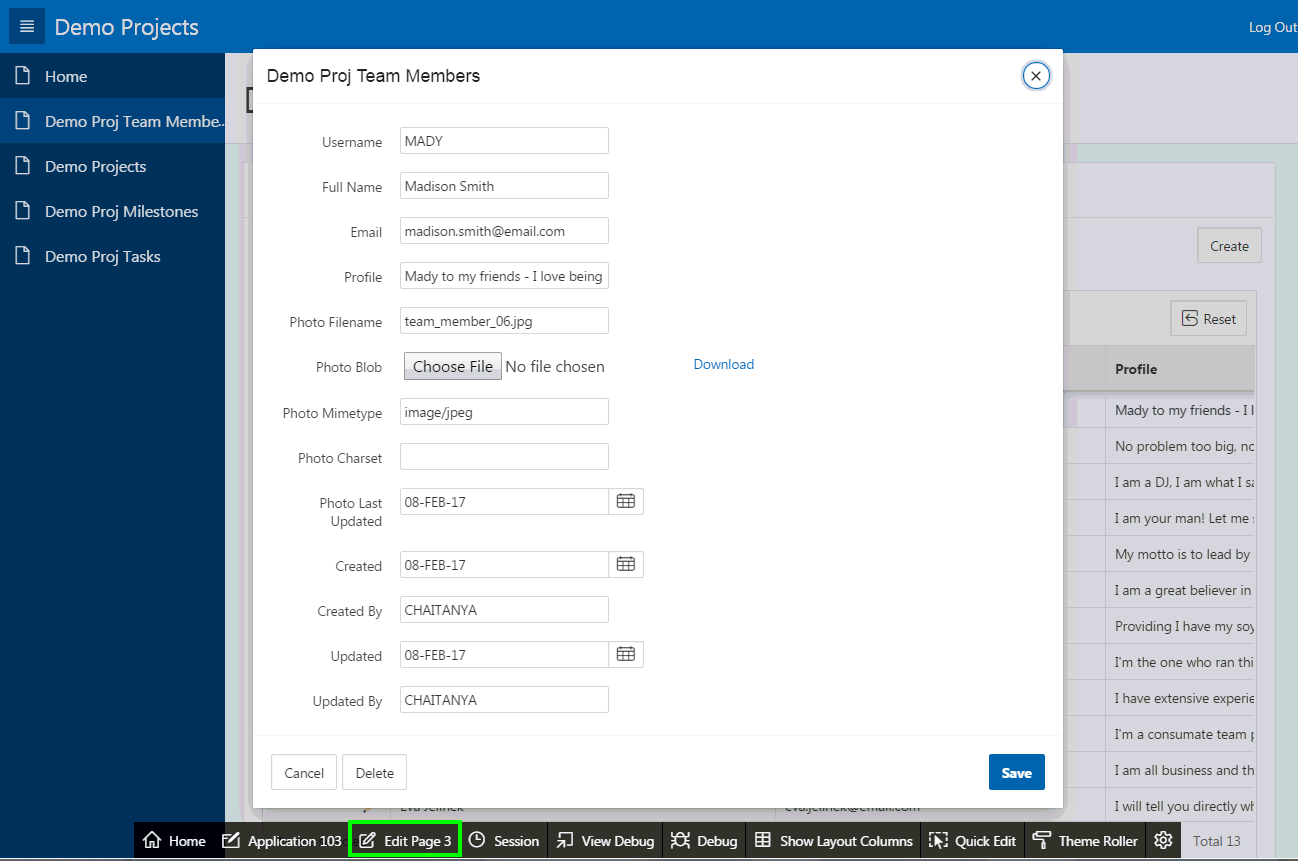 Demo Projects
Log Out
Home
Demo Proj Team Membe..
Demo Projects
Demo Proj Milestones
Demo Proj Tasks
Demo Proj Team Members
Username MADY
Full Name Madison Smith
Email madison.smith@email.com
Profile Mady to my friends - I love being
Photo Filename team_member_06.jpg
Photo Blob Choose File No file chosen Download
Photo Mimetype image/jpeg
Photo Charset
Photo Last
Updated
08-FEB-17
Created 08-FEB-17
Created By CHAITANYA
Updated 08-FEB-17
Updated By CHAITANYA
Cancel Delete Save
Create
Reset
Profile
Mady to my friends - I l
No problem too big, no
I am a DJ, I am what I sa
I am your man! Let me s
My motto is to lead by
I am a great believer in
Providing I have my soy
I'm the one who ran thi
I have extensive experie
I'm a consumate team p
I am all business and th
I will tell you directly wh
Eva Jelinek evajelinek@email.com
Home Application 103 Edit Page 3 Session View Debug Debug Show Layout Columns Quick Edit Theme Roller Total 13